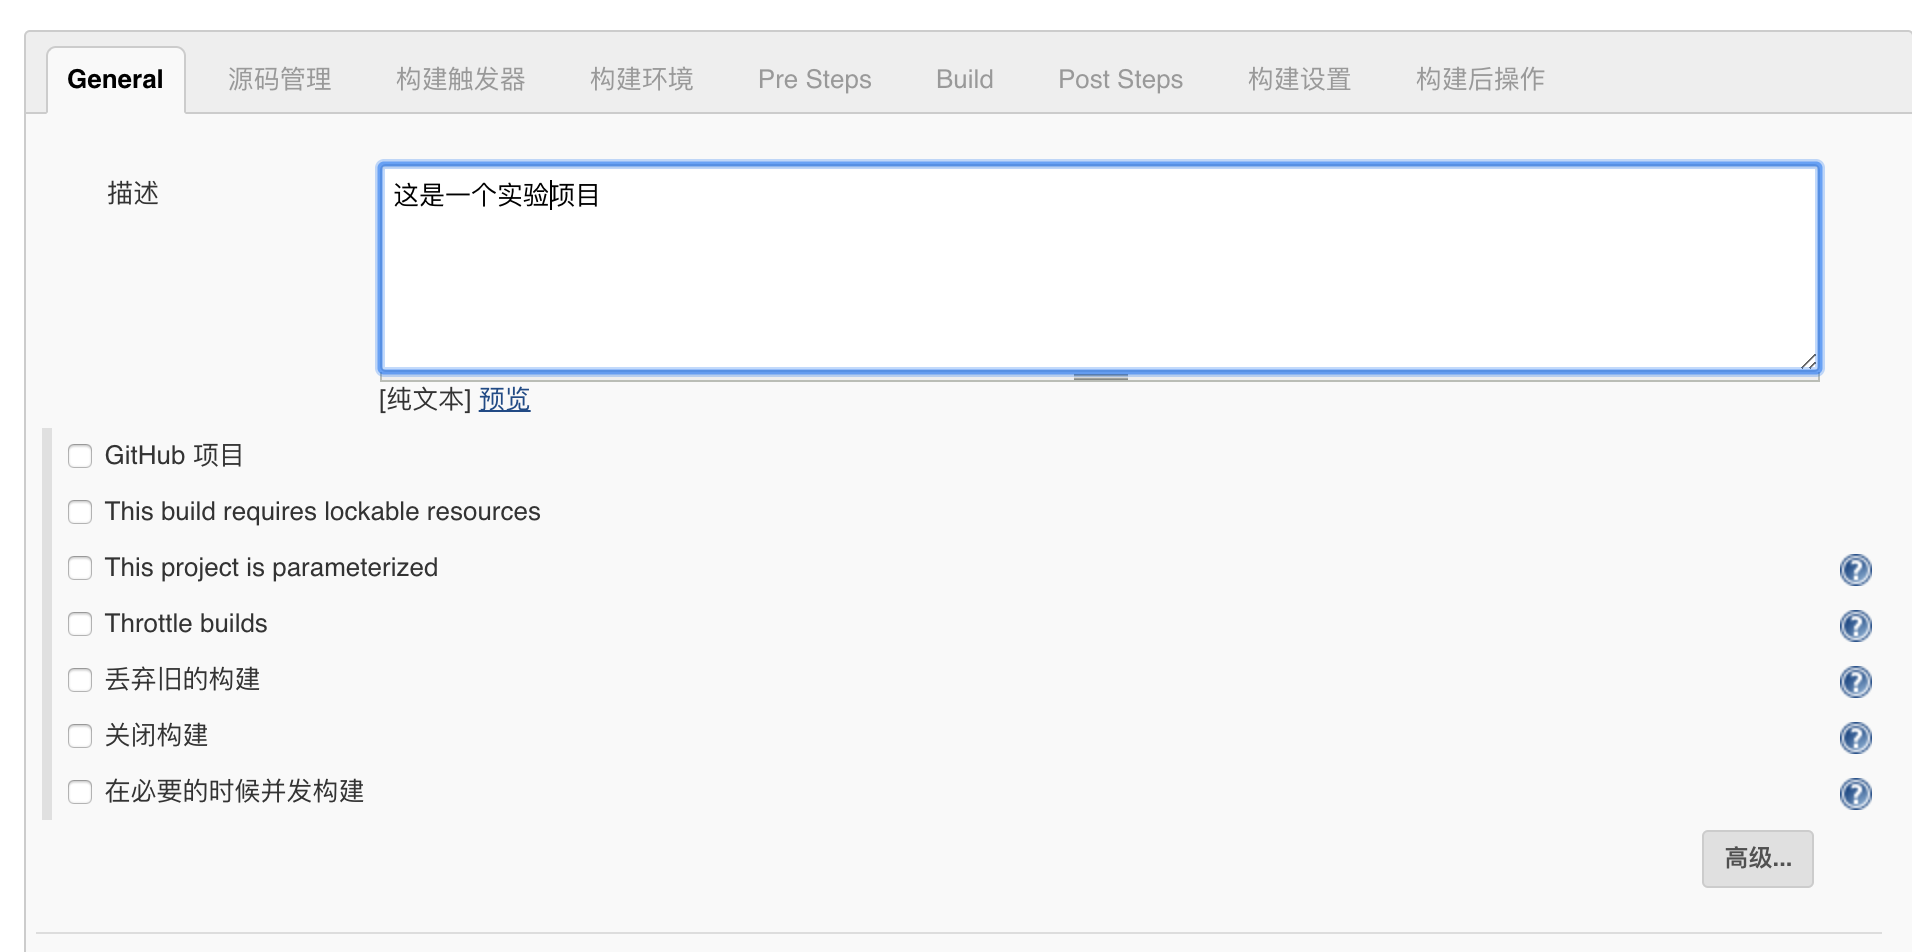 General 源码管理 构建触发器 构建环境 Pre Steps Build Post Steps 构建设置 构建后操作
描述
这是一个实验项目
[纯文本] 预览
GitHub 项目
This build requires lockable resources
This project is parameterized
?
Throttle builds
?
丢弃旧的构建
?
关闭构建
?
在必要的时候并发构建
?
高级...